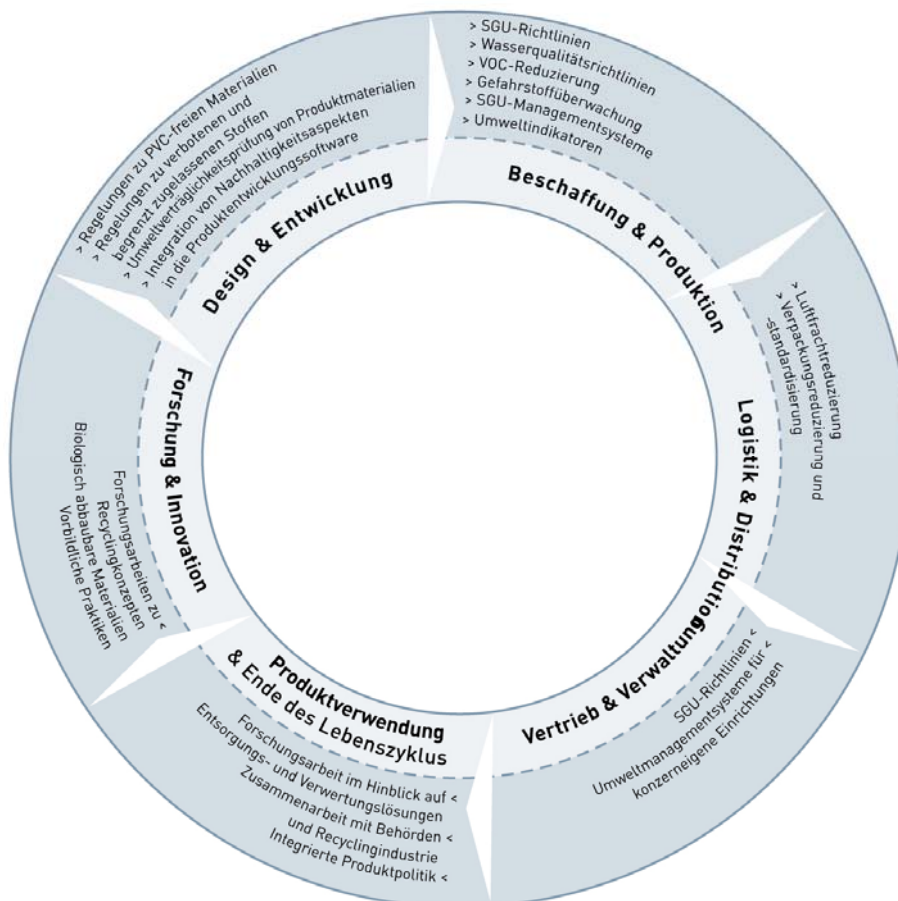 > SGU-Richtlinien
> Wasserqualitätsrichtlinien
> VOC-Reduzierung
> Gefahrstoffüberwachung
> SGU-Managementsysteme
> Umweltindikatoren
Beschaffung & Produktion
> Luftfrachtreduzierung
> Verpackungsreduzierung und
-standardisierung
Logistik & Distribution
SGU-Richtlinien <
Umweltmanagementsysteme für <
konzerneigene Einrichtungen
Vertrieb & Verwaltung
Produktverwendung
& Ende des Lebenszyklus
Forschungsarbeit im Hinblick auf <
Entsorgungs- und Verwertungslösungen
Zusammenarbeit mit Behörden <
und Recyclingindustrie
Integrierte Produktpolitik <
Forschung & Innovation
Forschungsarbeiten zu <
Recyclingkonzepten
Biologisch abbaubare Materialien
Vorbildliche Praktiken
> Regelungen zu PVC-freien Materialien
> Regelungen zu verbotenen und
begrenzt zugelassenen Stoffen
> Umweltverträglichkeitsprüfung von Produktmaterialien
> Integration von Nachhaltigkeitsaspekten
in die Produktentwicklungssoftware
Design & Entwicklung